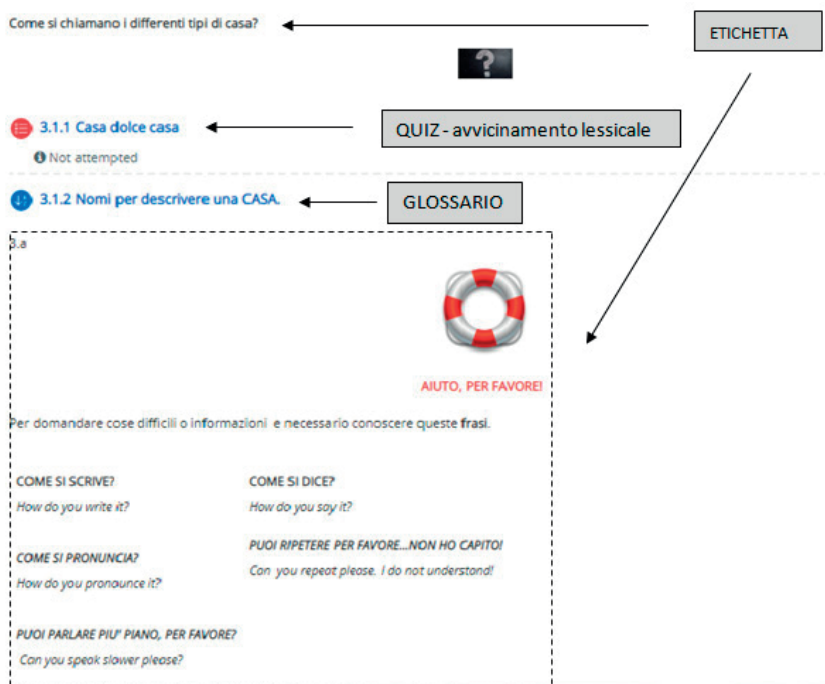 Come si chiamano i differenti tipi di casa?
ETICHETTA
?
3.1.1 Casa dolce casa
QUIZ - avvicinamento lessicale
Not attempted
3.1.2 Nomi per descrivere una CASA.
GLOSSARIO
3.a
AIUTO, PER FAVORE!
Per domandare cose difficili o informazioni e necessario conoscere queste frasi.
COME SI SCRIVE?
How do you write it?
COME SI DICE?
How do you say it?
COME SI PRONUNCIA?
How do you pronounce it?
PUOI RIPETERE PER FAVORE...NON HO CAPITO!
Can you repeat please. I do not understand!
PUOI PARLARE PIU' PIANO, PER FAVORE?
Can you speak slower please?